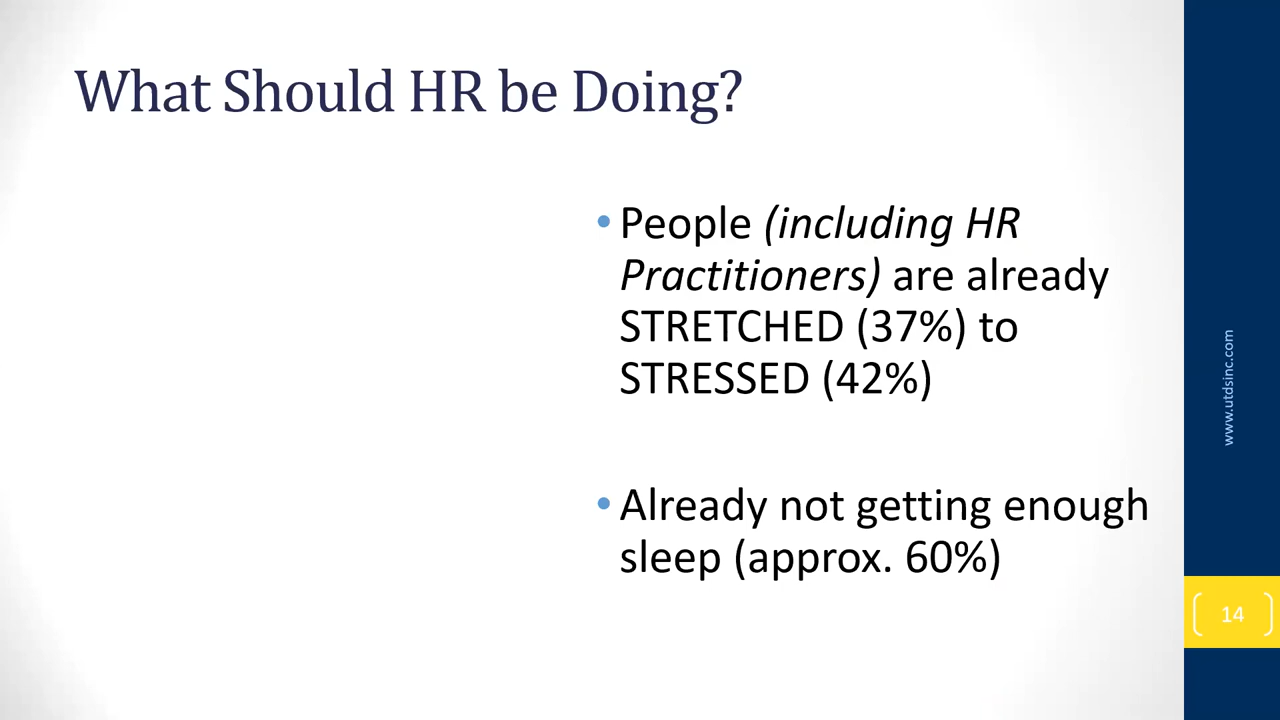 What Should HR be Doing?
• People (including HR
Practitioners) are already
STRETCHED (37%) to
STRESSED (42%)
• Already not getting enough
sleep (approx. 60%)
www.utdsinc.com
14